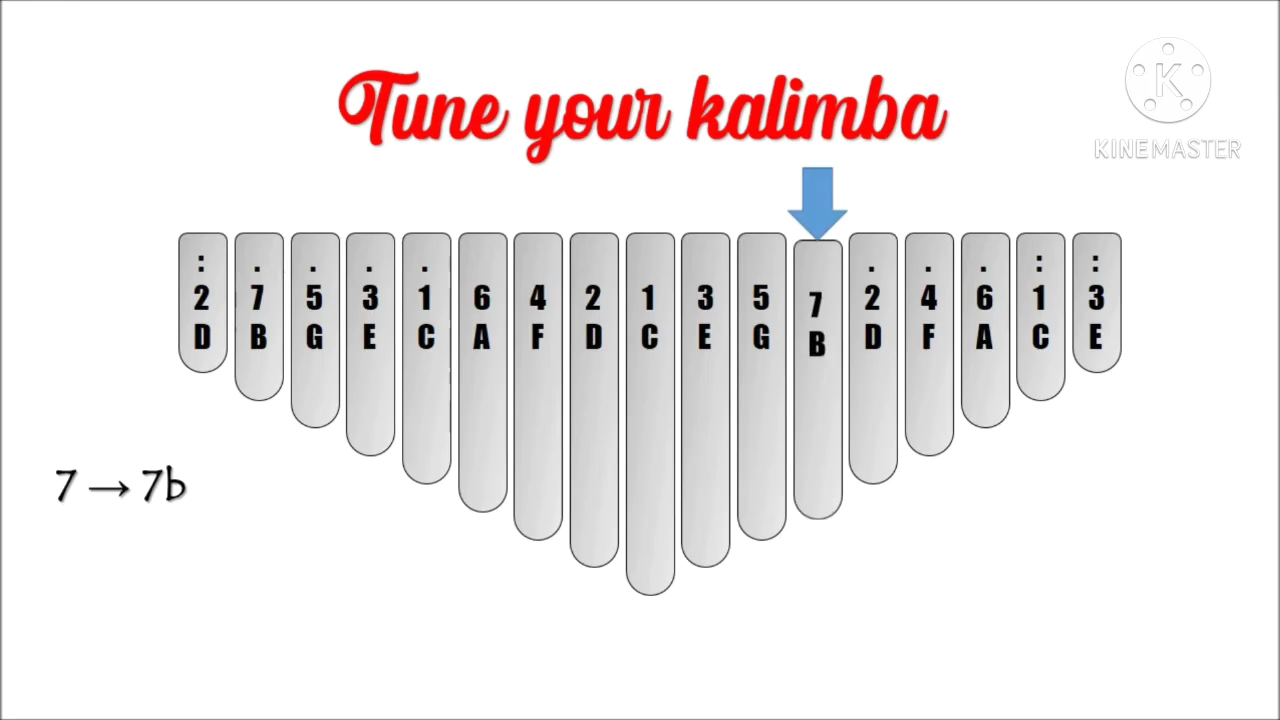 Tune your kalimba
K
KINEMASTER
: . . . . . . . : :
2 7 5 3 1 6 4 2 1 3 5 7 2 4 6 1 3
D B G E C A F D C E G B D F A C E
7 → 7b